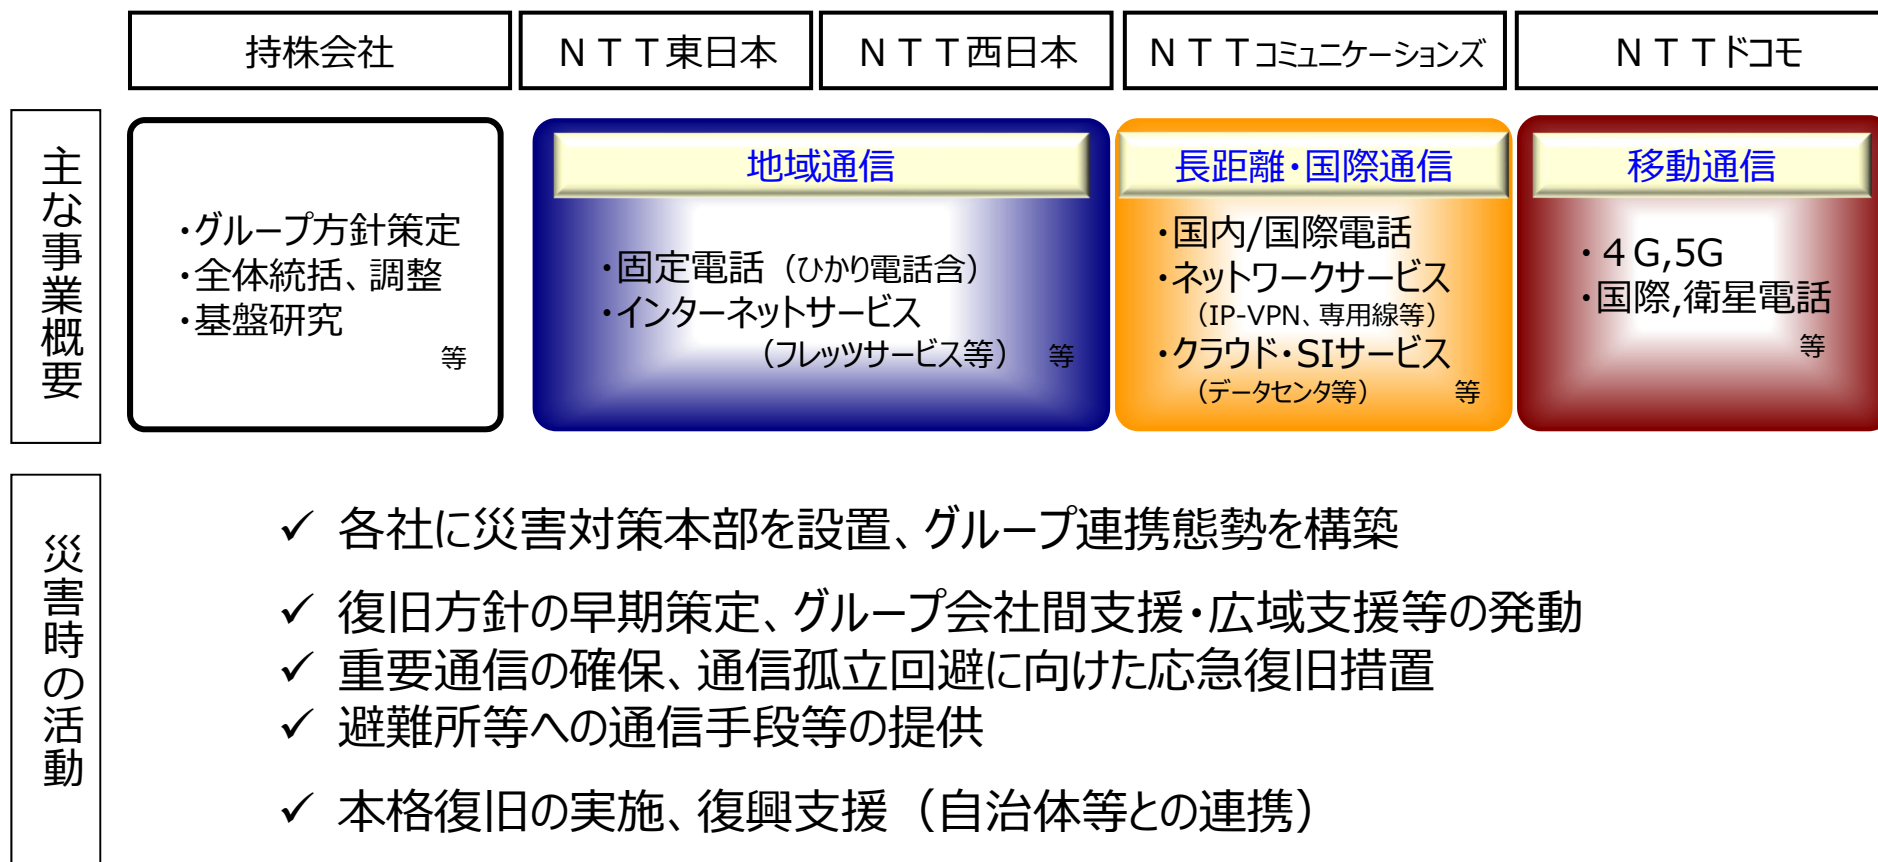 持株会社
ＮＴＴ東日本
ＮＴＴ西日本
ＮＴＴコミュニケーションズ
ＮＴＴドコモ
主な事業概要
・グループ方針策定
・全体統括、調整
・基盤研究
等
地域通信
・固定電話（ひかり電話含）
・インターネットサービス
（フレッツサービス等） 等
長距離・国際通信
・国内/国際電話
・ネットワークサービス
（IP-VPN、専用線等）
・クラウド・SIサービス
（データセンタ等） 等
移動通信
・４G,5G
・国際,衛星電話
等
災害時の活動
✓ 各社に災害対策本部を設置、グループ連携態勢を構築
✓ 復旧方針の早期策定、グループ会社間支援・広域支援等の発動
✓ 重要通信の確保、通信孤立回避に向けた応急復旧措置
✓ 避難所等への通信手段等の提供
✓ 本格復旧の実施、復興支援（自治体等との連携）